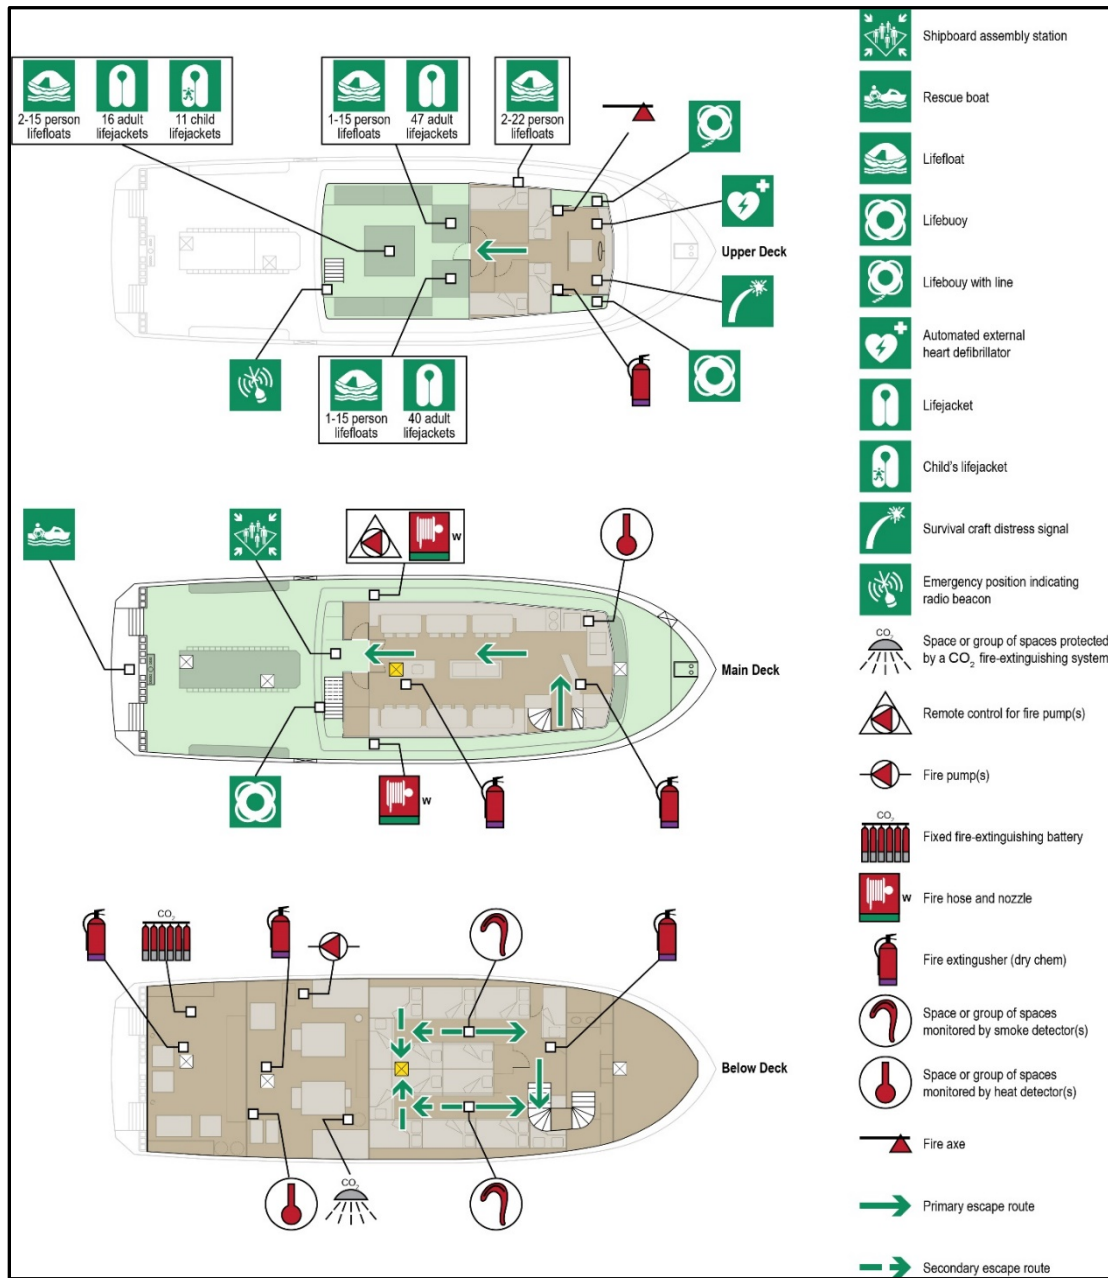 2-15 person
lifefloats
16 adult
lifejackets
11 child
lifejackets
1-15 person
lifefloats
47 adult
lifejackets
2-22 person
lifefloats
Upper Deck
1-15 person
lifefloats
40 adult
lifejackets
W
Main Deck
W
CO2
Below Deck
CO2
Shipboard assembly station
Rescue boat
Lifefloat
Lifebuoy
Lifebouy with line
Automated external
heart defibrillator
Lifejacket
Child's lifejacket
Survival craft distress signal
Emergency position indicating
radio beacon
CO2
Space or group of spaces protected
by a CO2 fire-extinguishing system
Remote control for fire pump(s)
Fire pump(s)
CO2
Fixed fire-extinguishing battery
W
Fire hose and nozzle
Fire extingusher (dry chem)
Space or group of spaces
monitored by smoke detector(s)
Space or group of spaces
monitored by heat detector(s)
Fire axe
Primary escape route
Secondary escape route